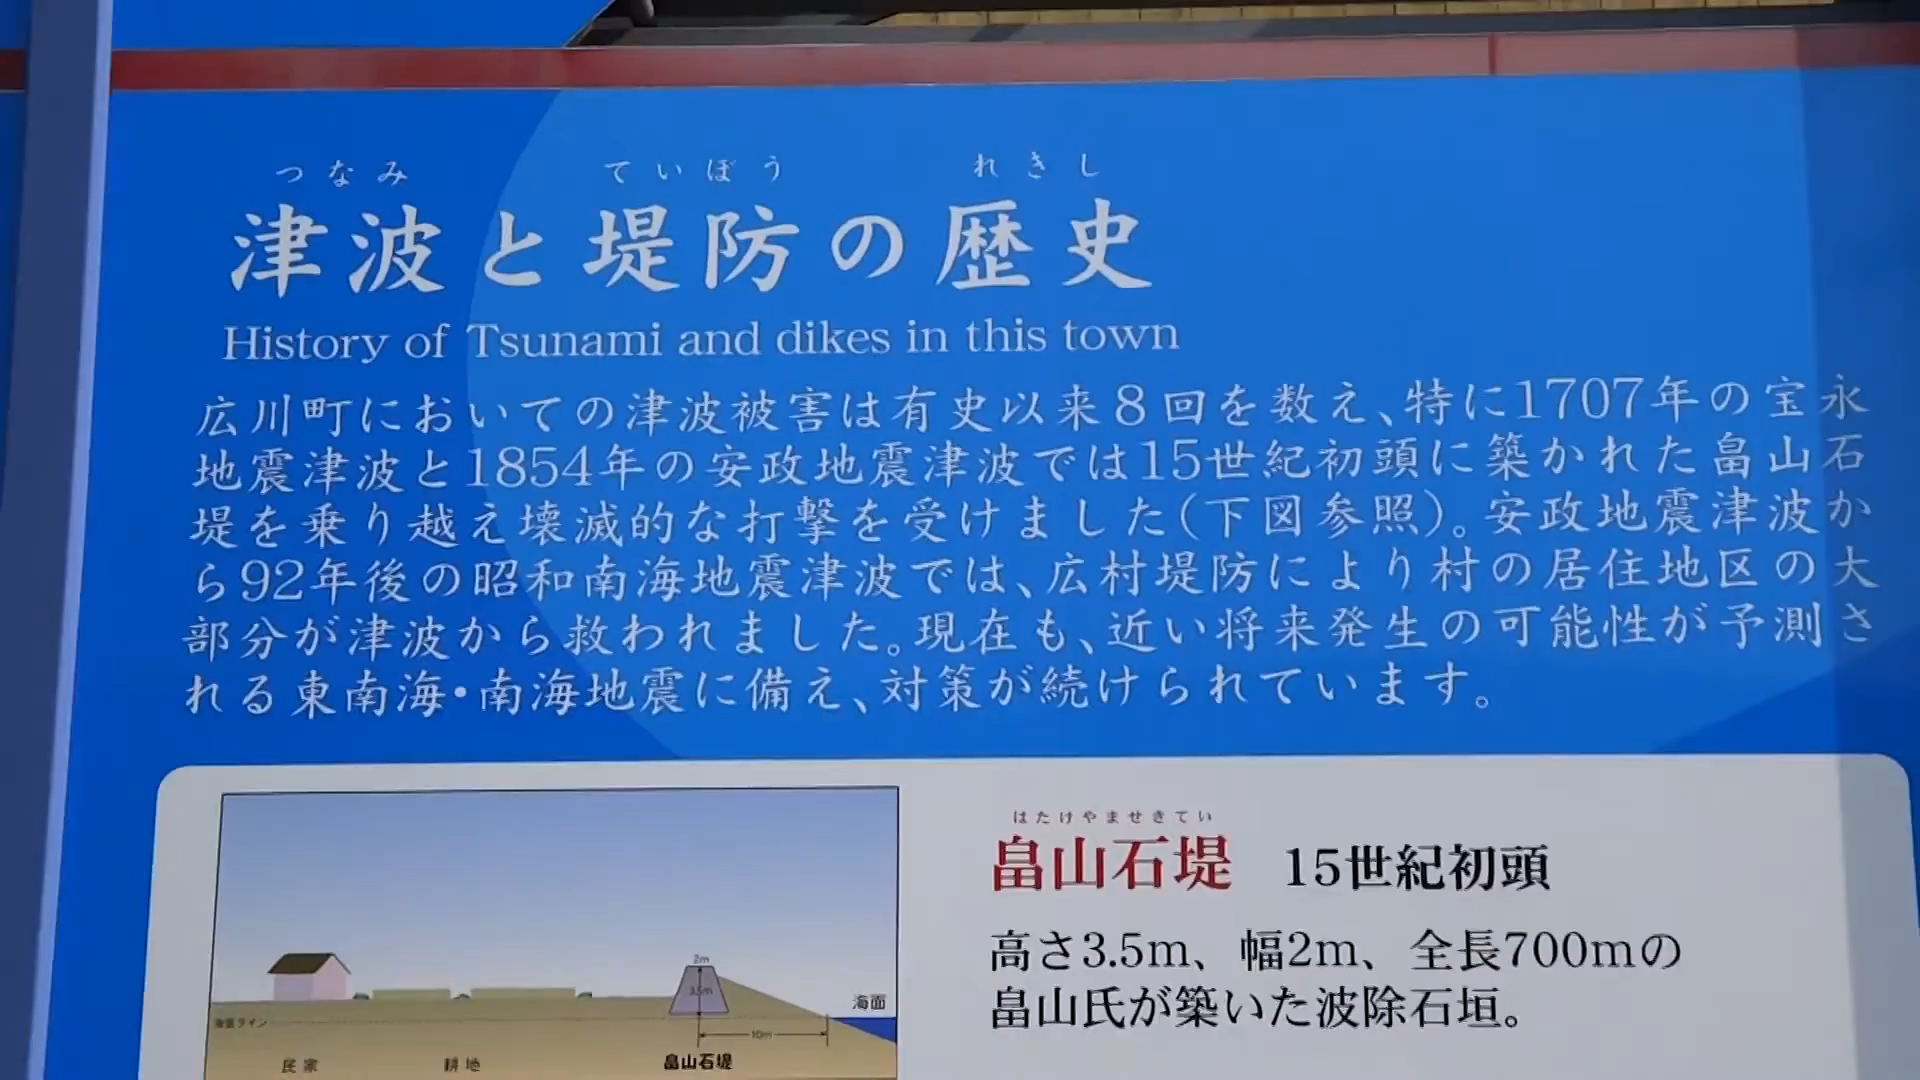 つなみ ていぼう れきし
津波と堤防の歴史
History of Tsunami and dikes in this town
広川町においての津波被害は有史以来8回を数え、特に1707年の宝永
地震津波と1854年の安政地震津波では15世紀初頭に築かれた畠山石
堤を乗り越え壊滅的な打撃を受けました(下図参照)。安政地震津波か
ら92年後の昭和南海地震津波では、広村堤防により村の居住地区の大
部分が津波から救われました。現在も、近い将来発生の可能性が予測さ
れる東南海・南海地震に備え、対策が続けられています。
はたけやませきてい
畠山石堤 15世紀初頭
高さ3.5m、幅2m、全長700mの
畠山氏が築いた波除石垣。
2m
3.5m
海面
海面ライン
10m
民家 耕地 畠山石堤